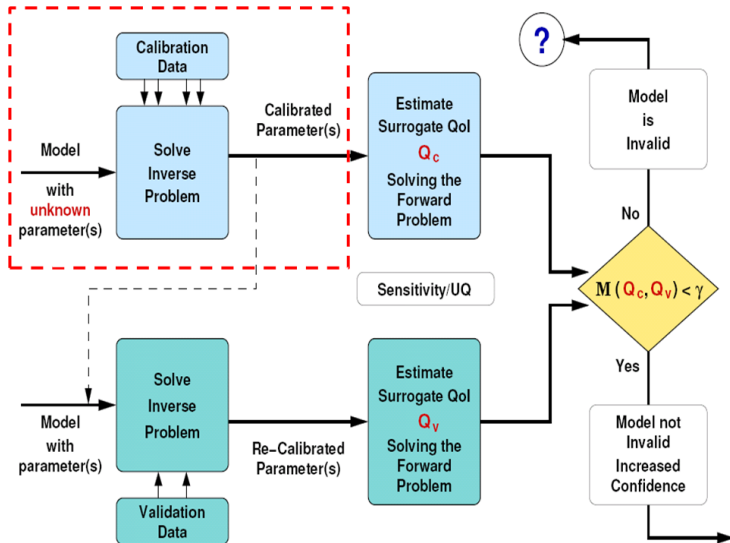 Calibration
Data
Model
with
unknown
parameter(s)
Solve
Inverse
Problem
Calibrated
Parameter(s)
Estimate
Surrogate QoI
Qc
Solving the
Forward
Problem
?
Model
is
Invalid
No
Sensitivity/UQ
M (Qc, Qv) < γ
Yes
Model
with
parameter(s)
Solve
Inverse
Problem
Validation
Data
Re-Calibrated
Parameter(s)
Estimate
Surrogate QoI
Qv
Solving the
Forward
Problem
Model not
Invalid
Increased
Confidence